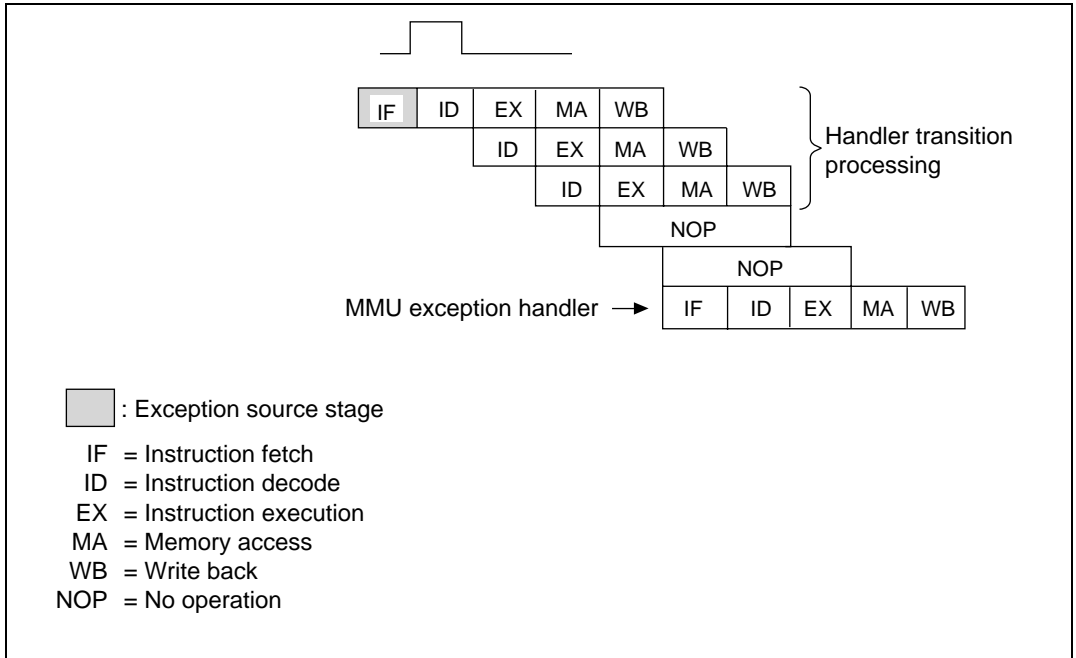 IF ID EX MA WB
ID EX MA WB
Handler transition
processing
ID EX MA WB
NOP
NOP
MMU exception handler IF ID EX MA WB
: Exception source stage
IF = Instruction fetch
ID = Instruction decode
EX = Instruction execution
MA = Memory access
WB = Write back
NOP = No operation